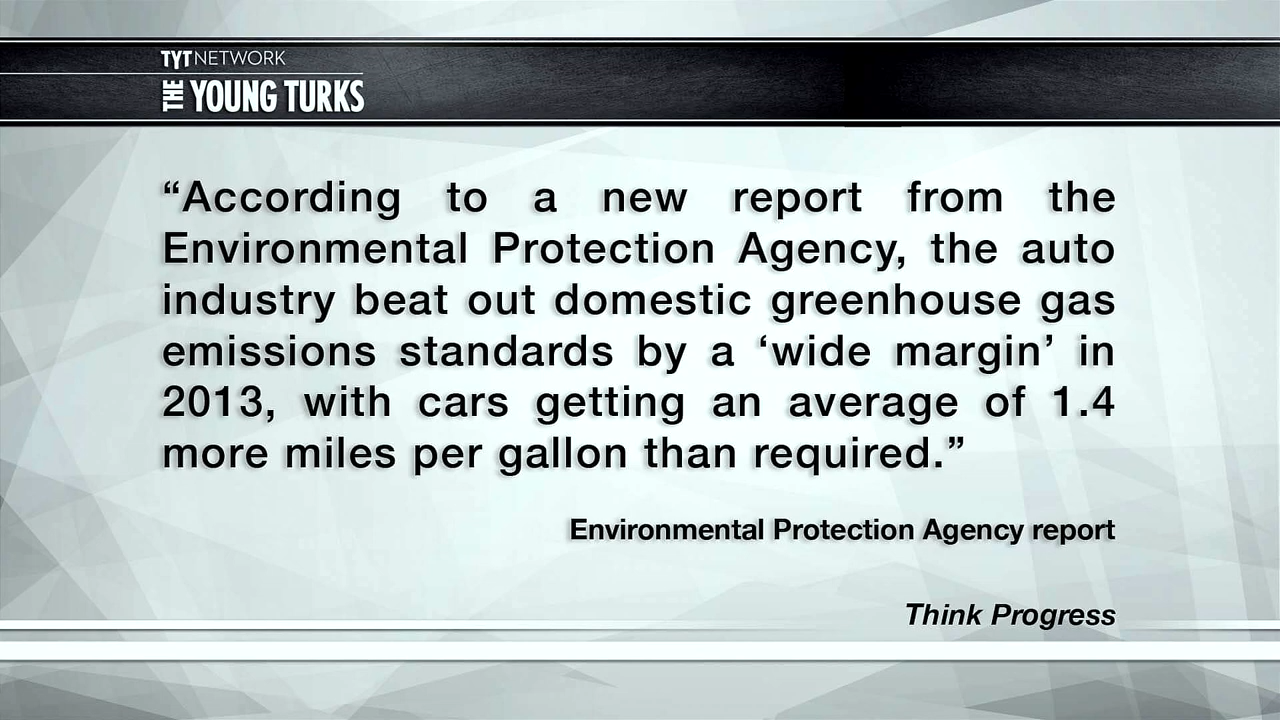 TYT NETWORK
THE YOUNG TURKS
“According to a new report from the
Environmental Protection Agency, the auto
industry beat out domestic greenhouse gas
emissions standards by a ‘wide margin’ in
2013, with cars getting an average of 1.4
more miles per gallon than required.”
Environmental Protection Agency report
Think Progress